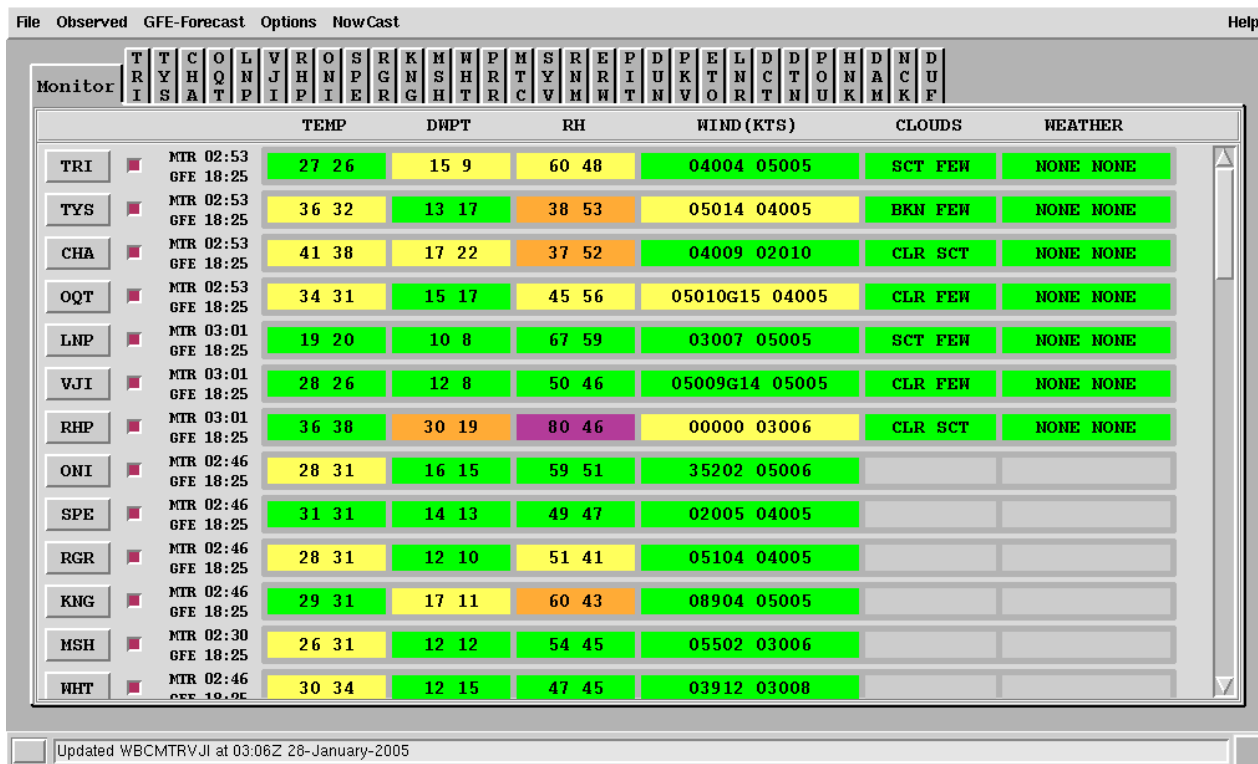 File Observed GFE-Forecast Options NowCast Help
Monitor TRI TYS CHA OQT LNP VJI RHP ONI SPE RGR KNG MSH WHT PRR MTC SYV RNM ERW PIT DUN PKV ETO LNR DCT DTN POU HNK DAM NCK DUF
TEMP DWPT RH WIND(KTS) CLOUDS WEATHER
TRI MTR 02:53 GFE 18:25 27 26 15 9 60 48 04004 05005 SCT FEW NONE NONE
TYS MTR 02:53 GFE 18:25 36 32 13 17 38 53 05014 04005 BKN FEW NONE NONE
CHA MTR 02:53 GFE 18:25 41 38 17 22 37 52 04009 02010 CLR SCT NONE NONE
OQT MTR 02:53 GFE 18:25 34 31 15 17 45 56 05010G15 04005 CLR FEW NONE NONE
LNP MTR 03:01 GFE 18:25 19 20 10 8 67 59 03007 05005 SCT FEW NONE NONE
VJI MTR 03:01 GFE 18:25 28 26 12 8 50 46 05009G14 05005 CLR FEW NONE NONE
RHP MTR 03:01 GFE 18:25 36 38 30 19 80 46 00000 03006 CLR SCT NONE NONE
ONI MTR 02:46 GFE 18:25 28 31 16 15 59 51 35202 05006
SPE MTR 02:46 GFE 18:25 31 31 14 13 49 47 02005 04005
RGR MTR 02:46 GFE 18:25 28 31 12 10 51 41 05104 04005
KNG MTR 02:46 GFE 18:25 29 31 17 11 60 43 08904 05005
MSH MTR 02:30 GFE 18:25 26 31 12 12 54 45 05502 03006
WHT MTR 02:46 GFE 18:25 30 34 12 15 47 45 03912 03008
Updated WBCMTRVJI at 03:06Z 28-January-2005